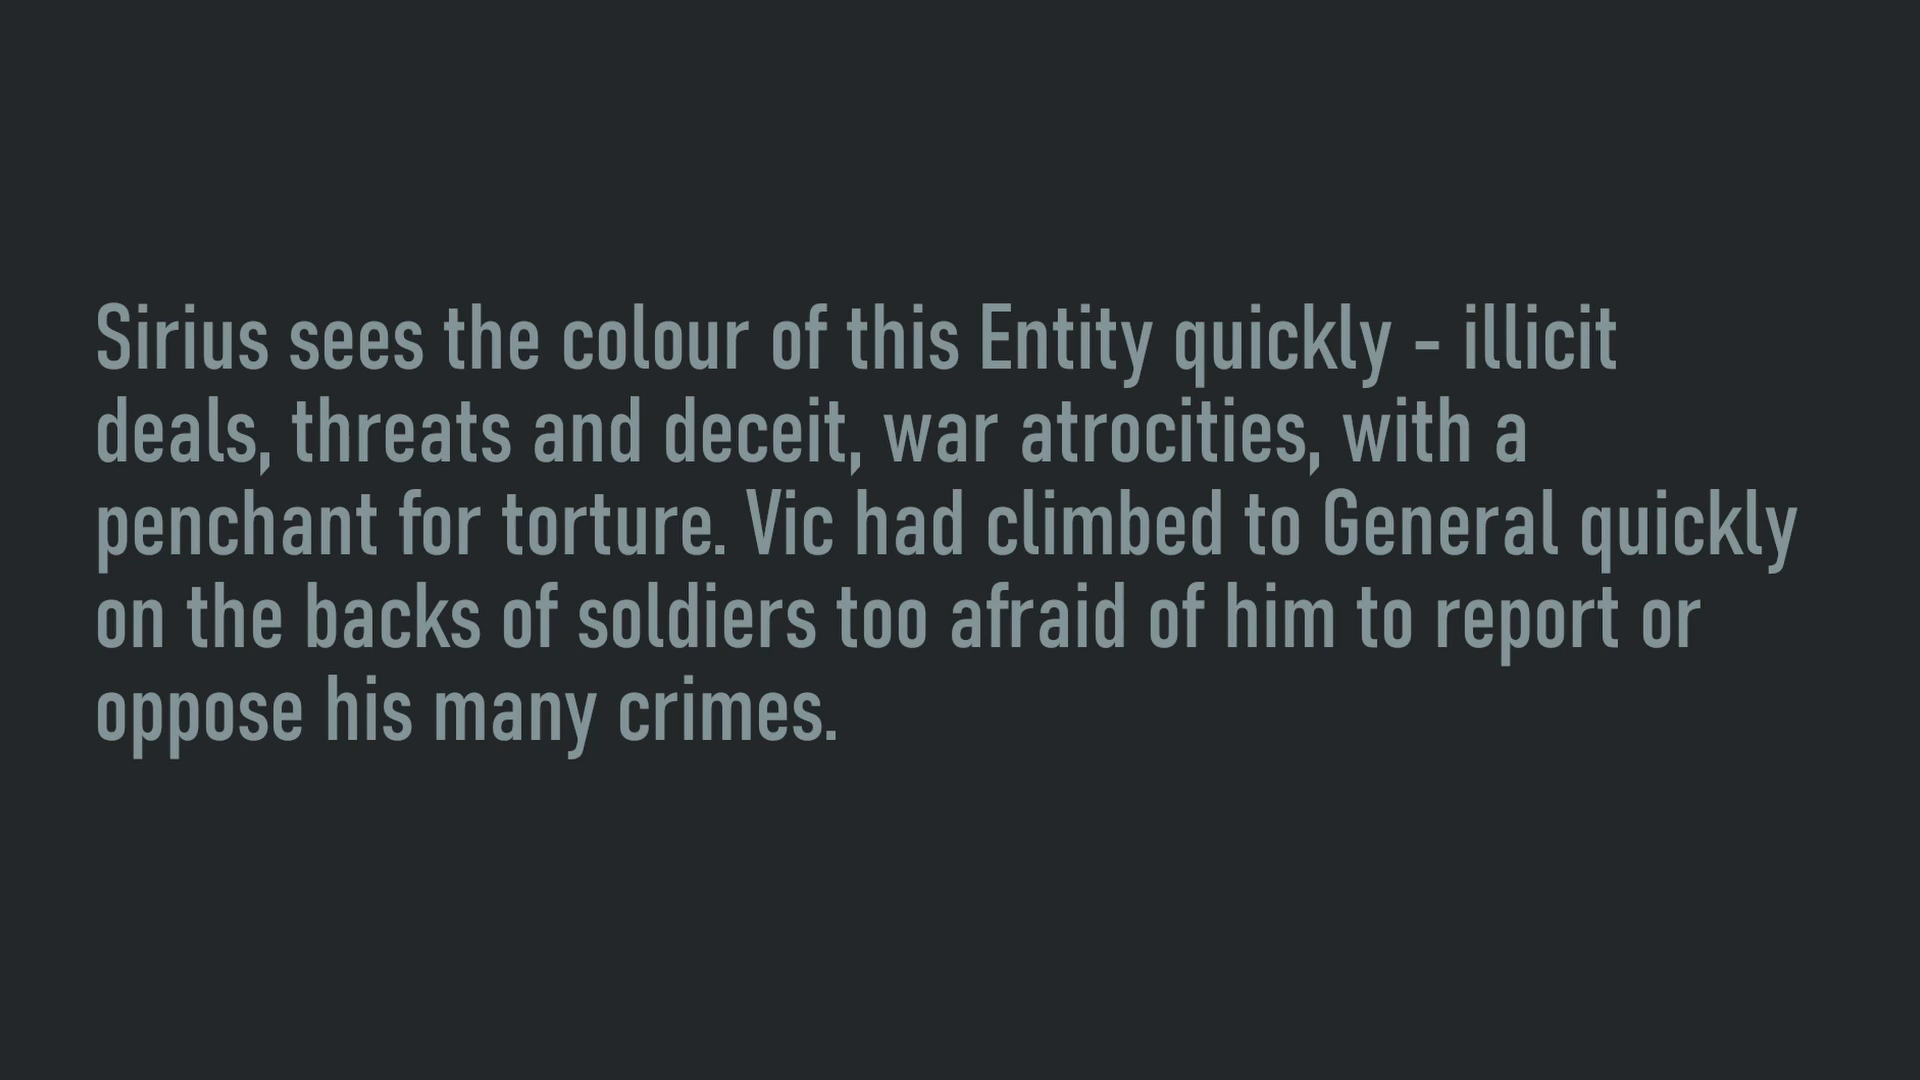 Sirius sees the colour of this Entity quickly - illicit
deals, threats and deceit, war atrocities, with a
penchant for torture. Vic had climbed to General quickly
on the backs of soldiers too afraid of him to report or
oppose his many crimes.